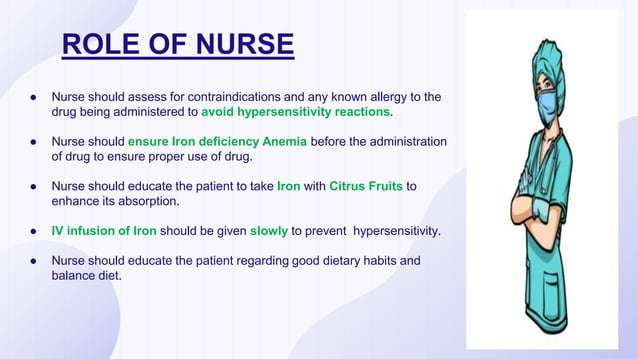 ROLE OF NURSE
● Nurse should assess for contraindications and any known allergy to the
drug being administered to avoid hypersensitivity reactions.
● Nurse should ensure Iron deficiency Anemia before the administration
of drug to ensure proper use of drug.
● Nurse should educate the patient to take Iron with Citrus Fruits to
enhance its absorption.
● IV infusion of Iron should be given slowly to prevent  hypersensitivity.
● Nurse should educate the patient regarding good dietary habits and
balance diet.